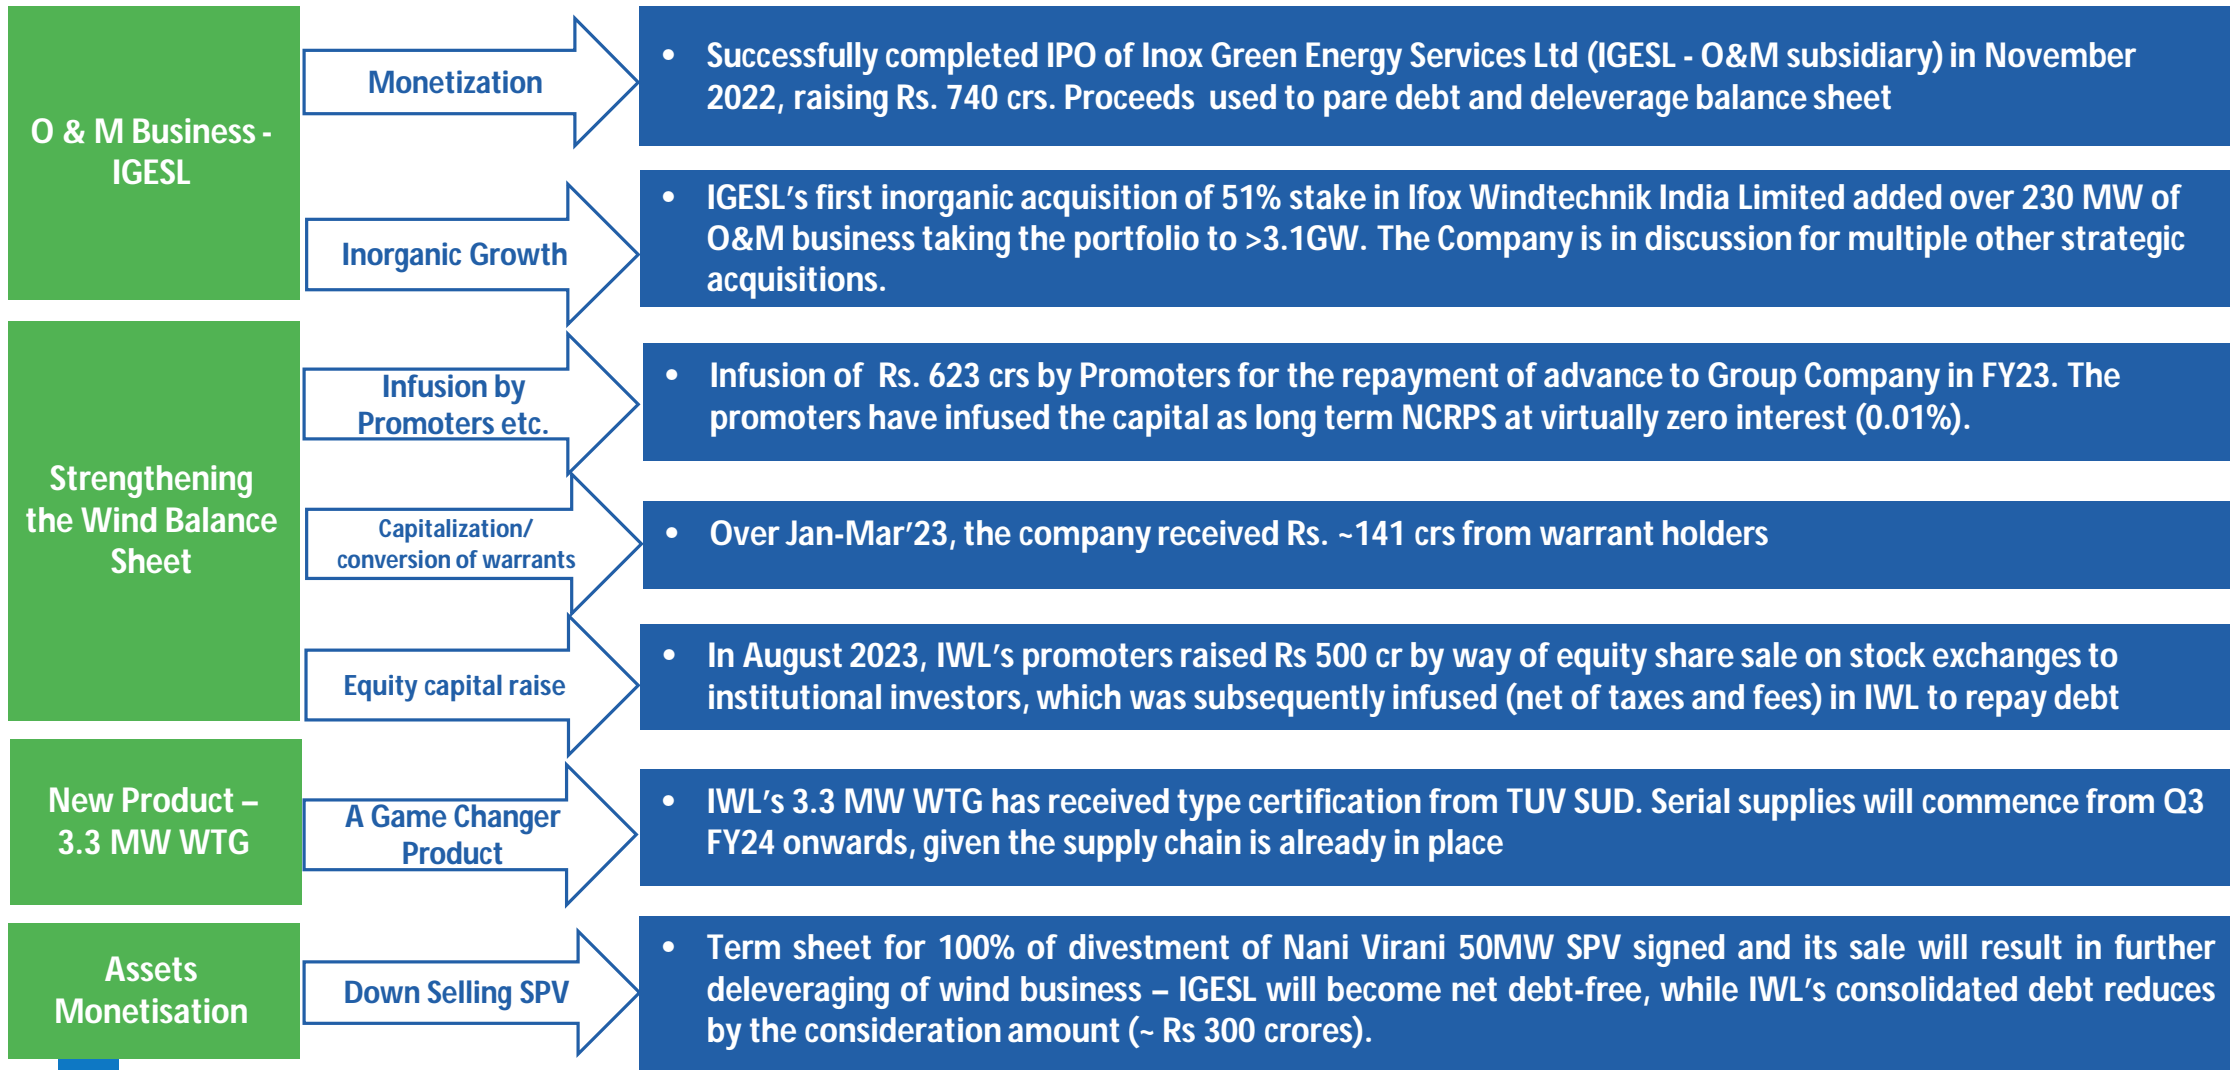 O & M Business -
IGESL
Monetization
• Successfully completed IPO of Inox Green Energy Services Ltd (IGESL - O&M subsidiary) in November
2022, raising Rs. 740 crs. Proceeds used to pare debt and deleverage balance sheet
Inorganic Growth
• IGESL's first inorganic acquisition of 51% stake in Ifox Windtechnik India Limited added over 230 MW of
O&M business taking the portfolio to >3.1GW. The Company is in discussion for multiple other strategic
acquisitions.
Strengthening
the Wind Balance
Sheet
Infusion by
Promoters etc.
• Infusion of Rs. 623 crs by Promoters for the repayment of advance to Group Company in FY23. The
promoters have infused the capital as long term NCRPS at virtually zero interest (0.01%).
Capitalization/
conversion of warrants
• Over Jan-Mar'23, the company received Rs. ~141 crs from warrant holders
Equity capital raise
• In August 2023, IWL's promoters raised Rs 500 cr by way of equity share sale on stock exchanges to
institutional investors, which was subsequently infused (net of taxes and fees) in IWL to repay debt
New Product –
3.3 MW WTG
A Game Changer
Product
• IWL's 3.3 MW WTG has received type certification from TUV SUD. Serial supplies will commence from Q3
FY24 onwards, given the supply chain is already in place
Assets
Monetisation
Down Selling SPV
• Term sheet for 100% of divestment of Nani Virani 50MW SPV signed and its sale will result in further
deleveraging of wind business – IGESL will become net debt-free, while IWL's consolidated debt reduces
by the consideration amount (~ Rs 300 crores).